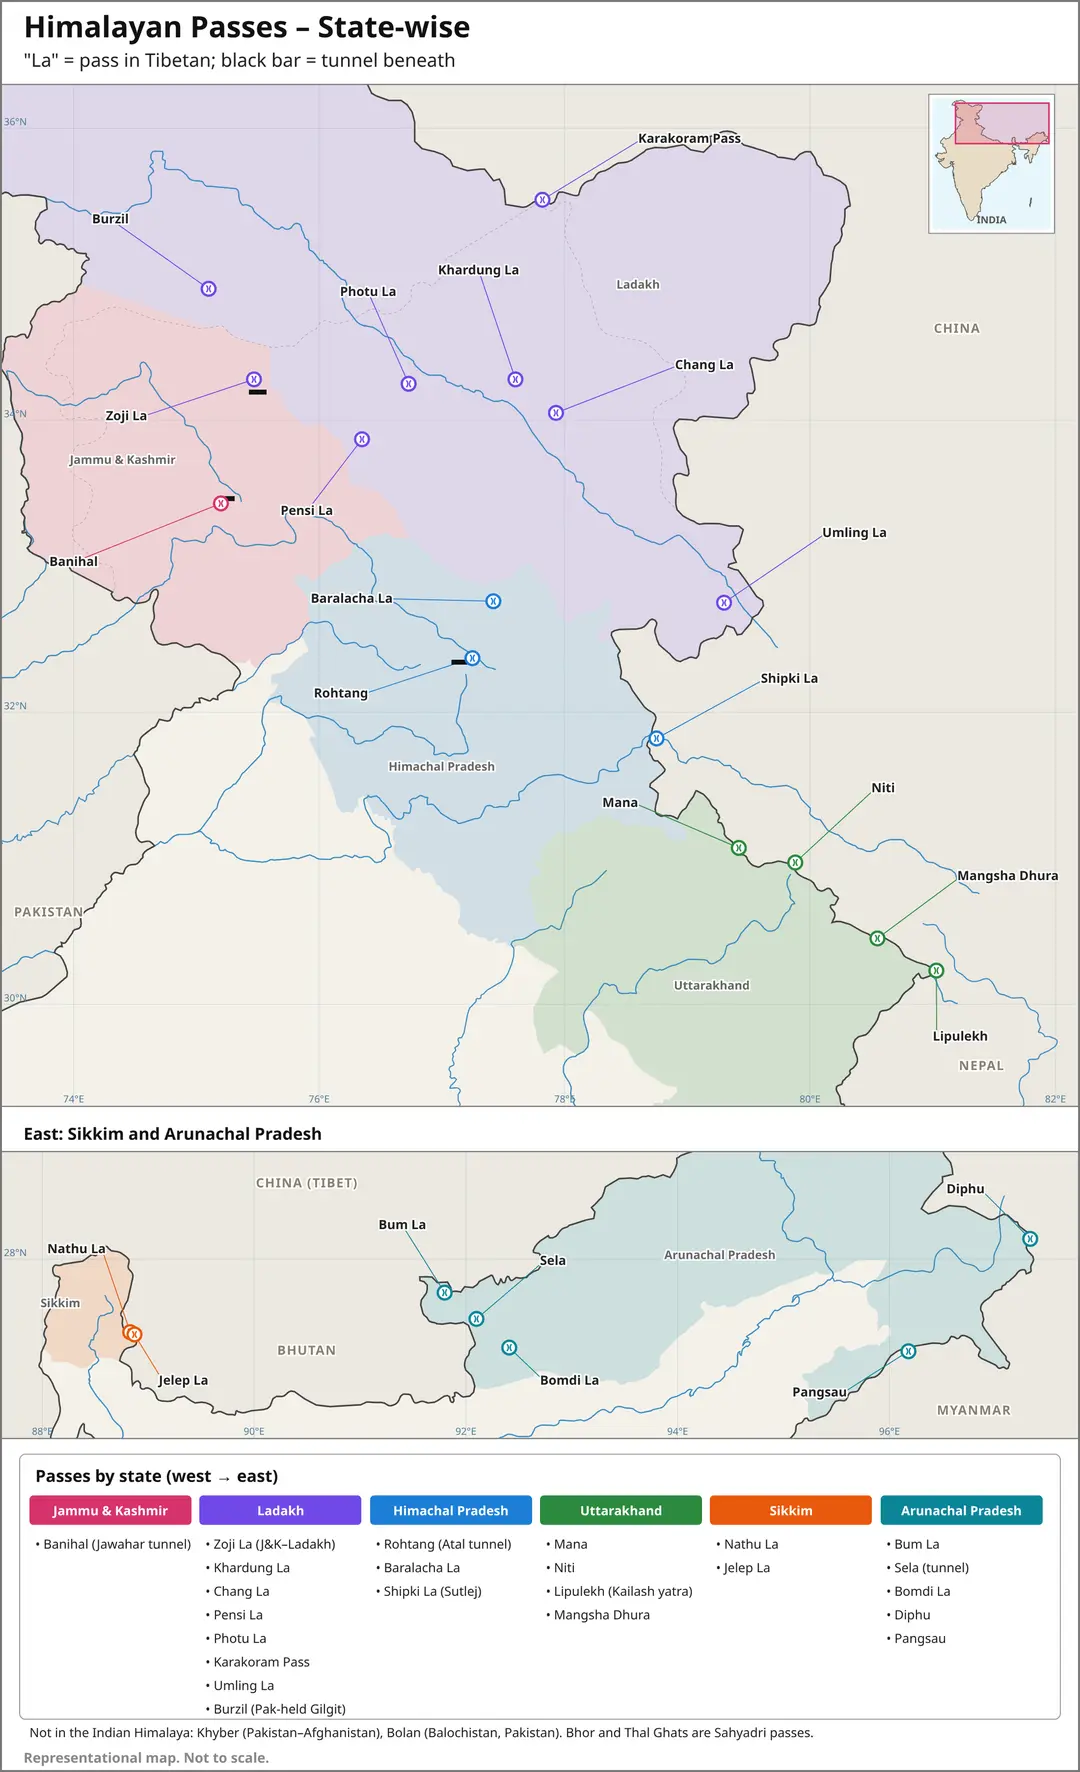 Himalayan Passes – State-wise
"La" = pass in Tibetan; black bar = tunnel beneath
36°N
Karakoram Pass
INDIA
Burzil
Khardung La
Photu La
Ladakh
CHINA
Chang La
34°N
Zoji La
Jammu & Kashmir
Pensi La
Umling La
Banihal
Baralacha La
Shipki La
Rohtang
32°N
Himachal Pradesh
Niti
Mana
Mangsha Dhura
PAKISTAN
Uttarakhand
30°N
Lipulekh
NEPAL
74°E
76°E
78°E
80°E
82°E
East: Sikkim and Arunachal Pradesh
CHINA (TIBET)
Diphu
Bum La
Nathu La
28°N
Sela
Arunachal Pradesh
Sikkim
BHUTAN
Jelep La
Bomdi La
Pangsau
MYANMAR
88°E
90°E
92°E
94°E
96°E
Passes by state (west → east)
Jammu & Kashmir
• Banihal (Jawahar tunnel)
Ladakh
• Zoji La (J&K–Ladakh)
• Khardung La
• Chang La
• Pensi La
• Photu La
• Karakoram Pass
• Umling La
• Burzil (Pak-held Gilgit)
Himachal Pradesh
• Rohtang (Atal tunnel)
• Baralacha La
• Shipki La (Sutlej)
Uttarakhand
• Mana
• Niti
• Lipulekh (Kailash yatra)
• Mangsha Dhura
Sikkim
• Nathu La
• Jelep La
Arunachal Pradesh
• Bum La
• Sela (tunnel)
• Bomdi La
• Diphu
• Pangsau
Not in the Indian Himalaya: Khyber (Pakistan–Afghanistan), Bolan (Balochistan, Pakistan). Bhor and Thal Ghats are Sahyadri passes.
Representational map. Not to scale.